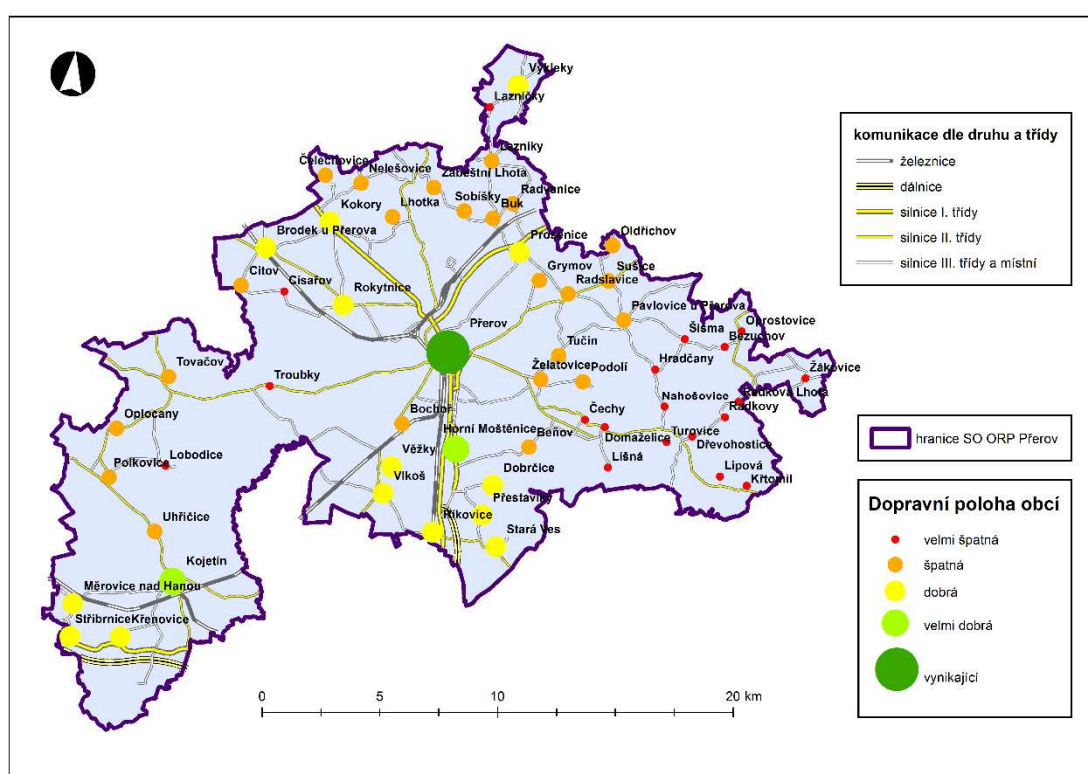 Výkleky
Lazničky
Lazníky
Čelechovice
Nelešovice
Zábeštní Lhota
Radvanice
Sobíšky
Buk
Kokory
Lhotka
Brodek u Přerova
Prosenice
Oldřichov
Citov
Císařov
Rokytnice
Grymov
Sušice
Radslavice
Pavlovice u Přerova
Oprostovice
Šišma
Bezuchov
Přerov
Tučín
Hradčany
Žákovice
Želatovice
Podolí
Tovačov
Troubky
Radkova Lhota
Nahošovice
Radkovy
Oplocany
Bochoř
Čechy
Turovice
Horní Moštěnice
Beňov
Domaželice
Dřevohostice
Polkovice
Lobodice
Věžky
Dobrčice
Líšná
Lipová
Křtomil
Vlkoš
Přestavlky
Uhřičice
Říkovice
Stará Ves
Kojetín
Měrovice nad Hanou
Stříbrnice
Křenovice
0 5 10 20 km
komunikace dle druhu a třídy
železnice
dálnice
silnice I. třídy
silnice II. třídy
silnice III. třídy a místní
hranice SO ORP Přerov
Dopravní poloha obcí
velmi špatná
špatná
dobrá
velmi dobrá
vynikající